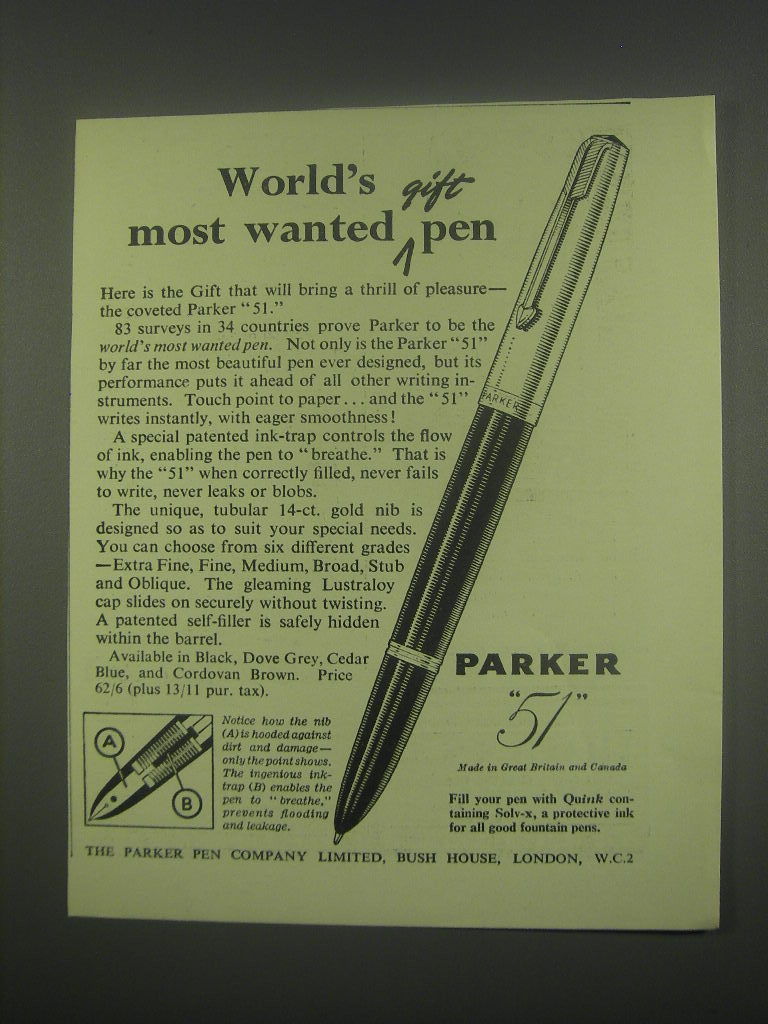 World's gift
most wanted pen
Here is the Gift that will bring a thrill of pleasure—
the coveted Parker "51."
83 surveys in 34 countries prove Parker to be the
world's most wanted pen. Not only is the Parker "51"
by far the most beautiful pen ever designed, but its
performance puts it ahead of all other writing in-
struments. Touch point to paper . . . and the "51"
writes instantly, with eager smoothness!
A special patented ink-trap controls the flow
of ink, enabling the pen to "breathe." That is
why the "51" when correctly filled, never fails
to write, never leaks or blobs.
The unique, tubular 14-ct. gold nib is
designed so as to suit your special needs.
You can choose from six different grades
—Extra Fine, Fine, Medium, Broad, Stub
and Oblique. The gleaming Lustraloy
cap slides on securely without twisting.
A patented self-filler is safely hidden
within the barrel.
Available in Black, Dove Grey, Cedar
Blue, and Cordovan Brown. Price
62/6 (plus 13/11 pur. tax).
PARKER
A
B
Notice how the nib
(A) is hooded against
dirt and damage—
only the point shows.
The ingenious ink-
trap (B) enables the
pen to "breathe,"
prevents flooding
and leakage.
PARKER
"51"
Made in Great Britain and Canada
Fill your pen with Quink con-
taining Solv-x, a protective ink
for all good fountain pens.
THE PARKER PEN COMPANY LIMITED, BUSH HOUSE, LONDON, W.C.2